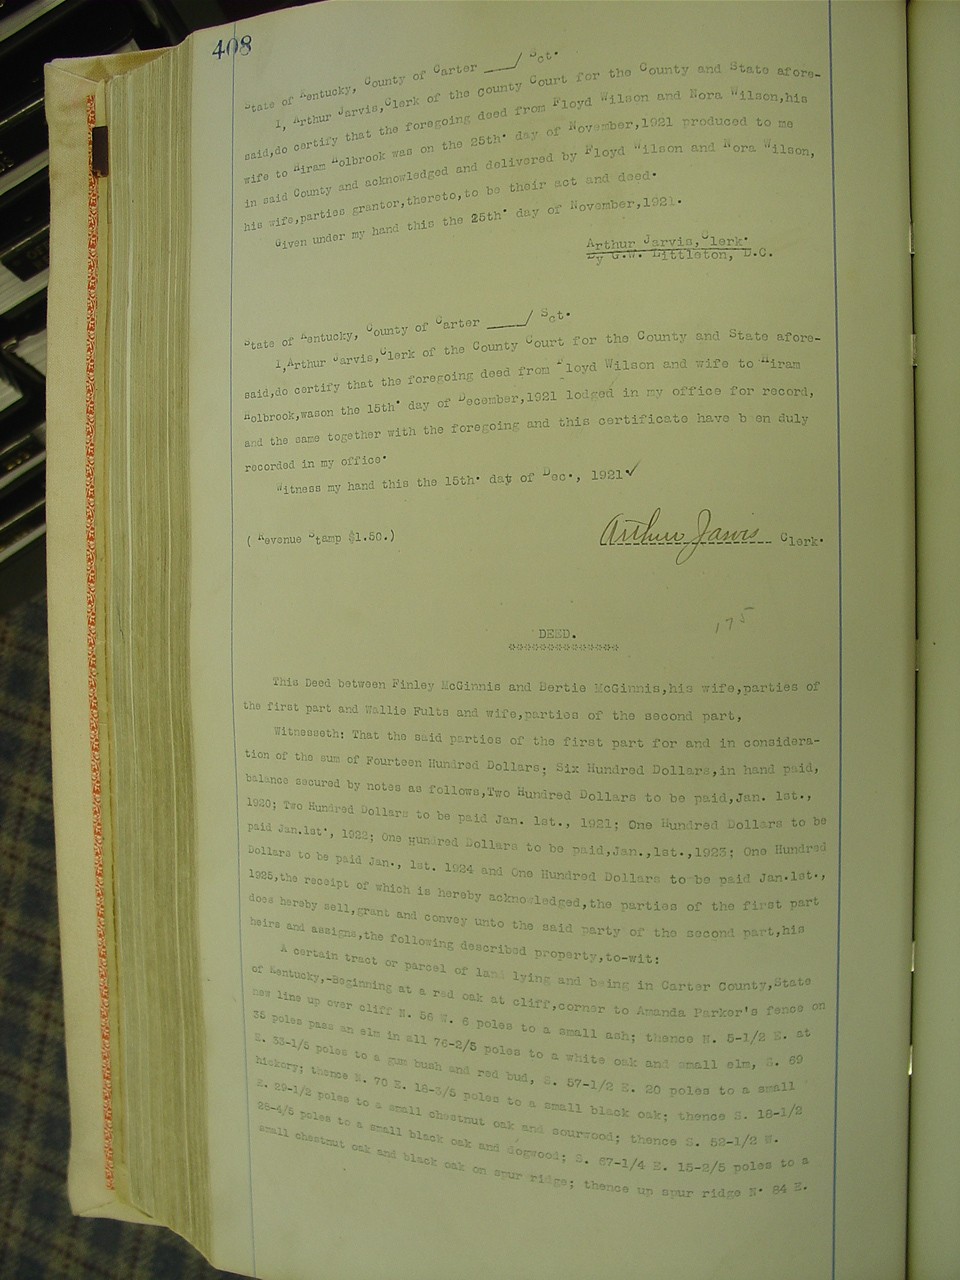 408
State of Kentucky, County of Carter ____/ Sct.
I, Arthur Jarvis,Clerk of the County Court for the County and State afore-
said,do certify that the foregoing deed from Floyd Wilson and Nora Wilson,his
wife to Hiram Holbrook was on the 25th. day of November,1921 produced to me
in said County and acknowledged and delivered by Floyd Wilson and Nora Wilson,
his wife,parties grantor,thereto,to be their act and deed.
Given under my hand this the 25th. day of November,1921.
Arthur Jarvis,Clerk.
By G.W. Littleton, D.C.
State of Kentucky, County of Carter ____/ Sct.
I,Arthur Jarvis,Clerk of the County Court for the County and State afore-
said,do certify that the foregoing deed from Floyd Wilson and wife to Hiram
Holbrook,wason the 15th. day of December,1921 lodged in my office for record,
and the same together with the foregoing and this certificate have b en duly
recorded in my office.
Witness my hand this the 15th. day of Dec., 1921✓
( Revenue Stamp $1.50.)
Arthur Jarvis Clerk.
175
DEED.
**************
This Deed between Finley McGinnis and Bertie McGinnis,his wife,parties of
the first part and Wallie Fults and wife,parties of the second part,
Witnesseth: That the said parties of the first part for and in considera-
tion of the sum of Fourteen Hundred Dollars; Six Hundred Dollars,in hand paid,
balance secured by notes as follows,Two Hundred Dollars to be paid,Jan. 1st.,
1920; Two Hundred Dollars to be paid Jan. 1st., 1921; One Hundred Dollars to be
paid Jan.1st., 1922; One Hundred Dollars to be paid,Jan.,1st.,1923; One Hundred
Dollars to be paid Jan., 1st. 1924 and One Hundred Dollars to be paid Jan.1st.,
1925,the receipt of which is hereby acknowledged,the parties of the first part
does hereby sell,grant and convey unto the said party of the second part,his
heirs and assigns,the following described property,to-wit:
A certain tract or parcel of land lying and being in Carter County,State
of Kentucky,-Beginning at a red oak at cliff,corner to Amanda Parker's fence on
new line up over cliff N. 56 W. 6 poles to a small ash; thence N. 5-1/2 E. at
35 poles pass an elm in all 76-2/5 poles to a white oak and small elm, S. 69
E. 33-1/5 poles to a gum bush and red bud, S. 57-1/2 E. 20 poles to a small
hickory; thence N. 70 E. 18-3/5 poles to a small black oak; thence S. 18-1/2
E. 29-1/2 poles to a small chestnut oak and sourwood; thence S. 52-1/2 W.
28-4/5 poles to a small black oak and dogwood; S. 67-1/4 E. 15-2/5 poles to a
small chestnut oak and black oak on spur ridge; thence up spur ridge N. 84 E.